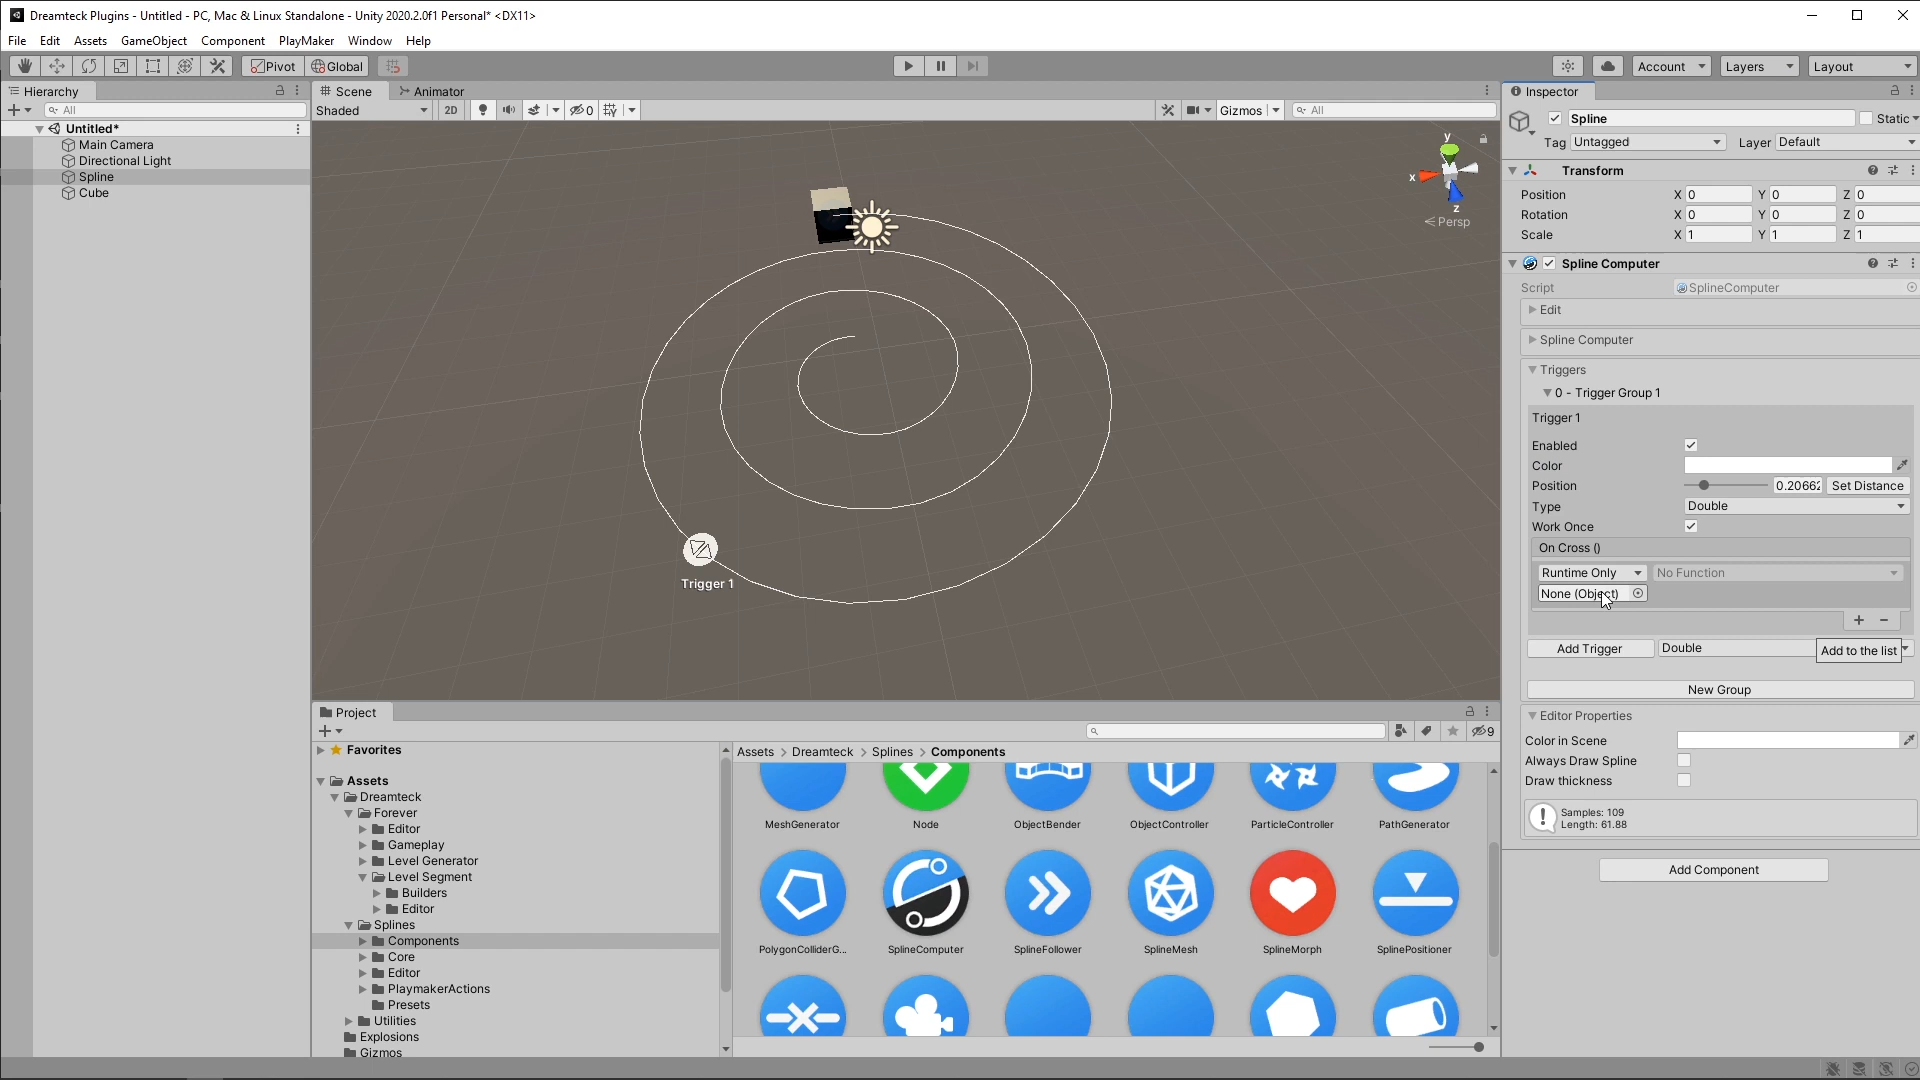 Dreamteck Plugins - Untitled - PC, Mac & Linux Standalone - Unity 2020.2.0f1 Personal* <DX11>
File Edit Assets GameObject Component PlayMaker Window Help
Pivot Global Account Layers Layout
Hierarchy
All
Untitled*
Main Camera
Directional Light
Spline
Cube
Scene Animator
Shaded 2D 0 Gizmos All
y
x
z
Persp
Trigger 1
Inspector
Spline Static
Tag Untagged Layer Default
Transform
Position X 0 Y 0 Z 0
Rotation X 0 Y 0 Z 0
Scale X 1 Y 1 Z 1
Spline Computer
Script SplineComputer
Edit
Spline Computer
Triggers
0 - Trigger Group 1
Trigger 1
Enabled
Color
Position 0.20662 Set Distance
Type Double
Work Once
On Cross ()
Runtime Only No Function
None (Object)
Add Trigger Double Add to the list
New Group
Editor Properties
Color in Scene
Always Draw Spline
Draw thickness
Samples: 109
Length: 61.88
Add Component
Project
9
Favorites
Assets
Dreamteck
Forever
Editor
Gameplay
Level Generator
Level Segment
Builders
Editor
Splines
Components
Core
Editor
PlaymakerActions
Presets
Utilities
Explosions
Gizmos
Assets > Dreamteck > Splines > Components
MeshGenerator Node ObjectBender ObjectController ParticleController PathGenerator
PolygonColliderG... SplineComputer SplineFollower SplineMesh SplineMorph SplinePositioner